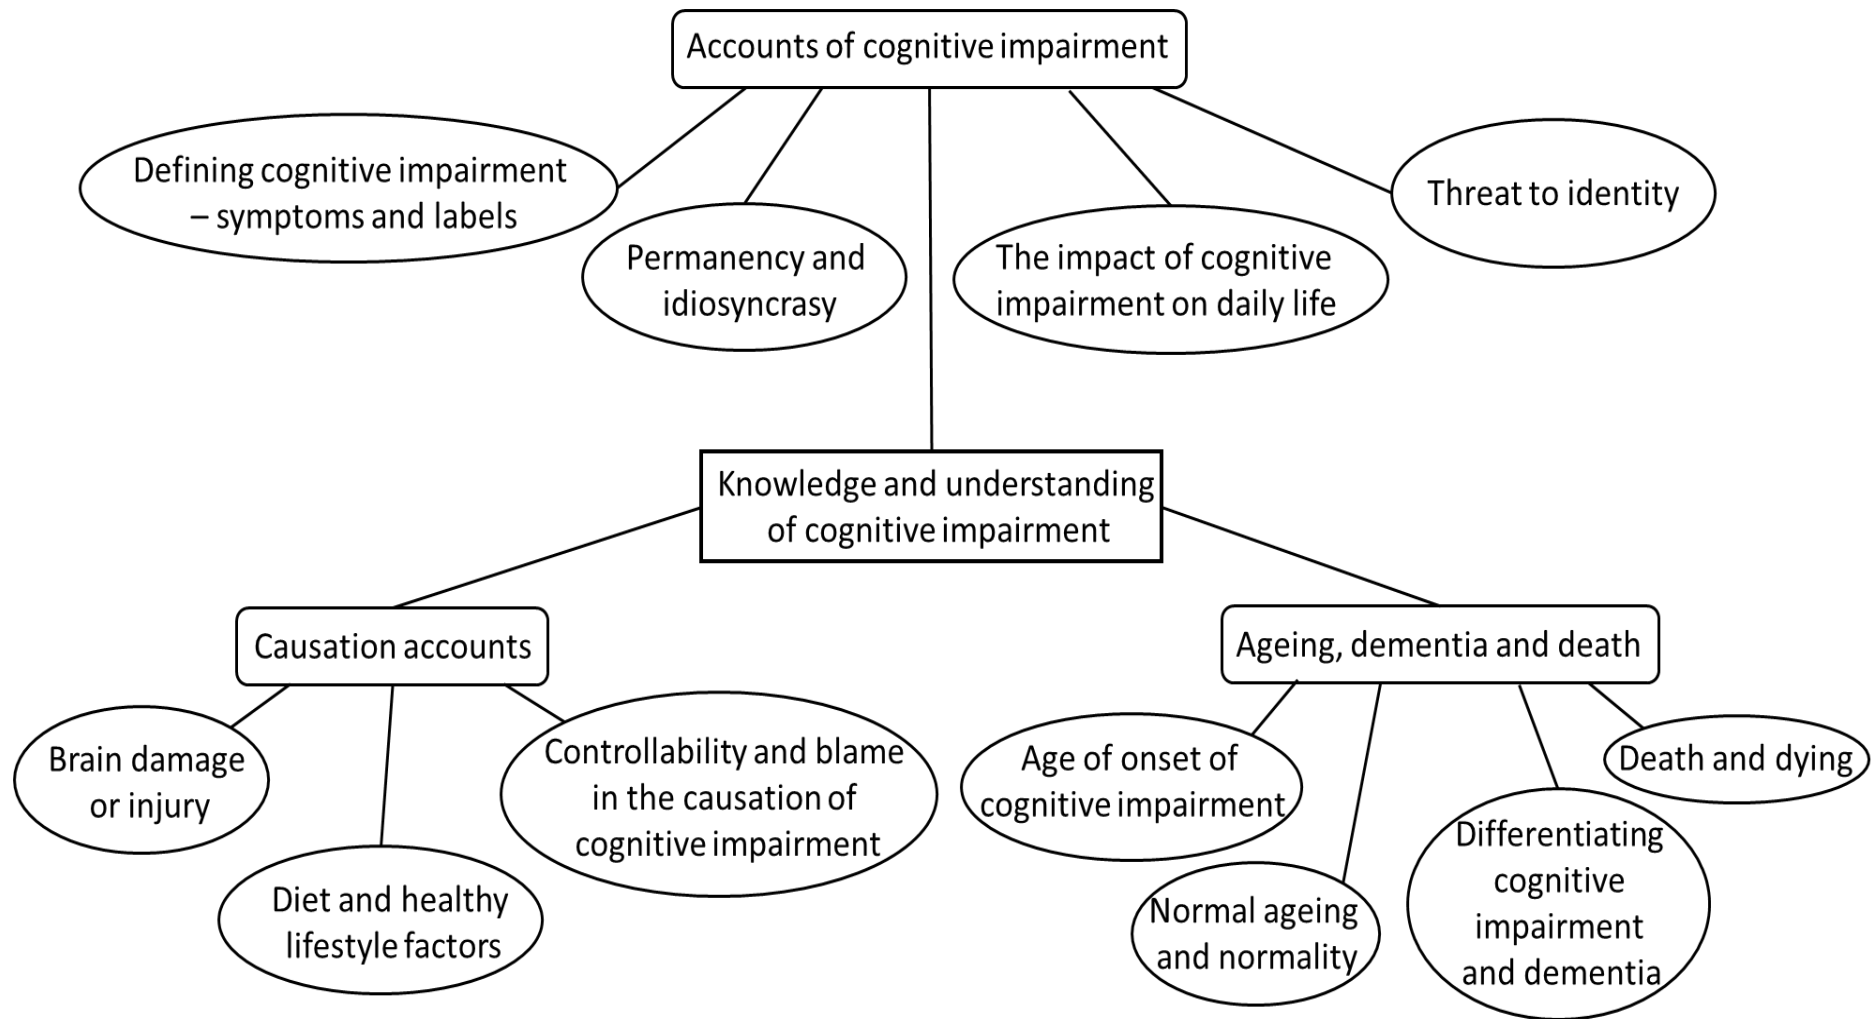 Accounts of cognitive impairment
Defining cognitive impairment
– symptoms and labels
Permanency and
idiosyncrasy
The impact of cognitive
impairment on daily life
Threat to identity
Knowledge and understanding
of cognitive impairment
Causation accounts
Brain damage
or injury
Diet and healthy
lifestyle factors
Controllability and blame
in the causation of
cognitive impairment
Ageing, dementia and death
Age of onset of
cognitive impairment
Normal ageing
and normality
Differentiating
cognitive
impairment
and dementia
Death and dying